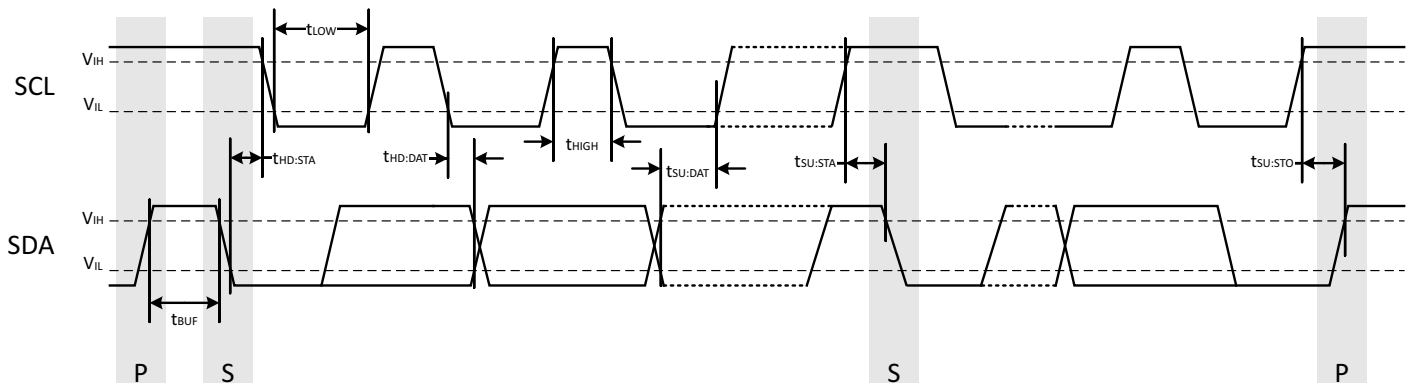 tLOW
VIH
SCL
VIL
tHD:STA
tHD:DAT
tHIGH
tSU:DAT
tSU:STA
tSU:STO
VIH
SDA
VIL
tBUF
P
S
S
P